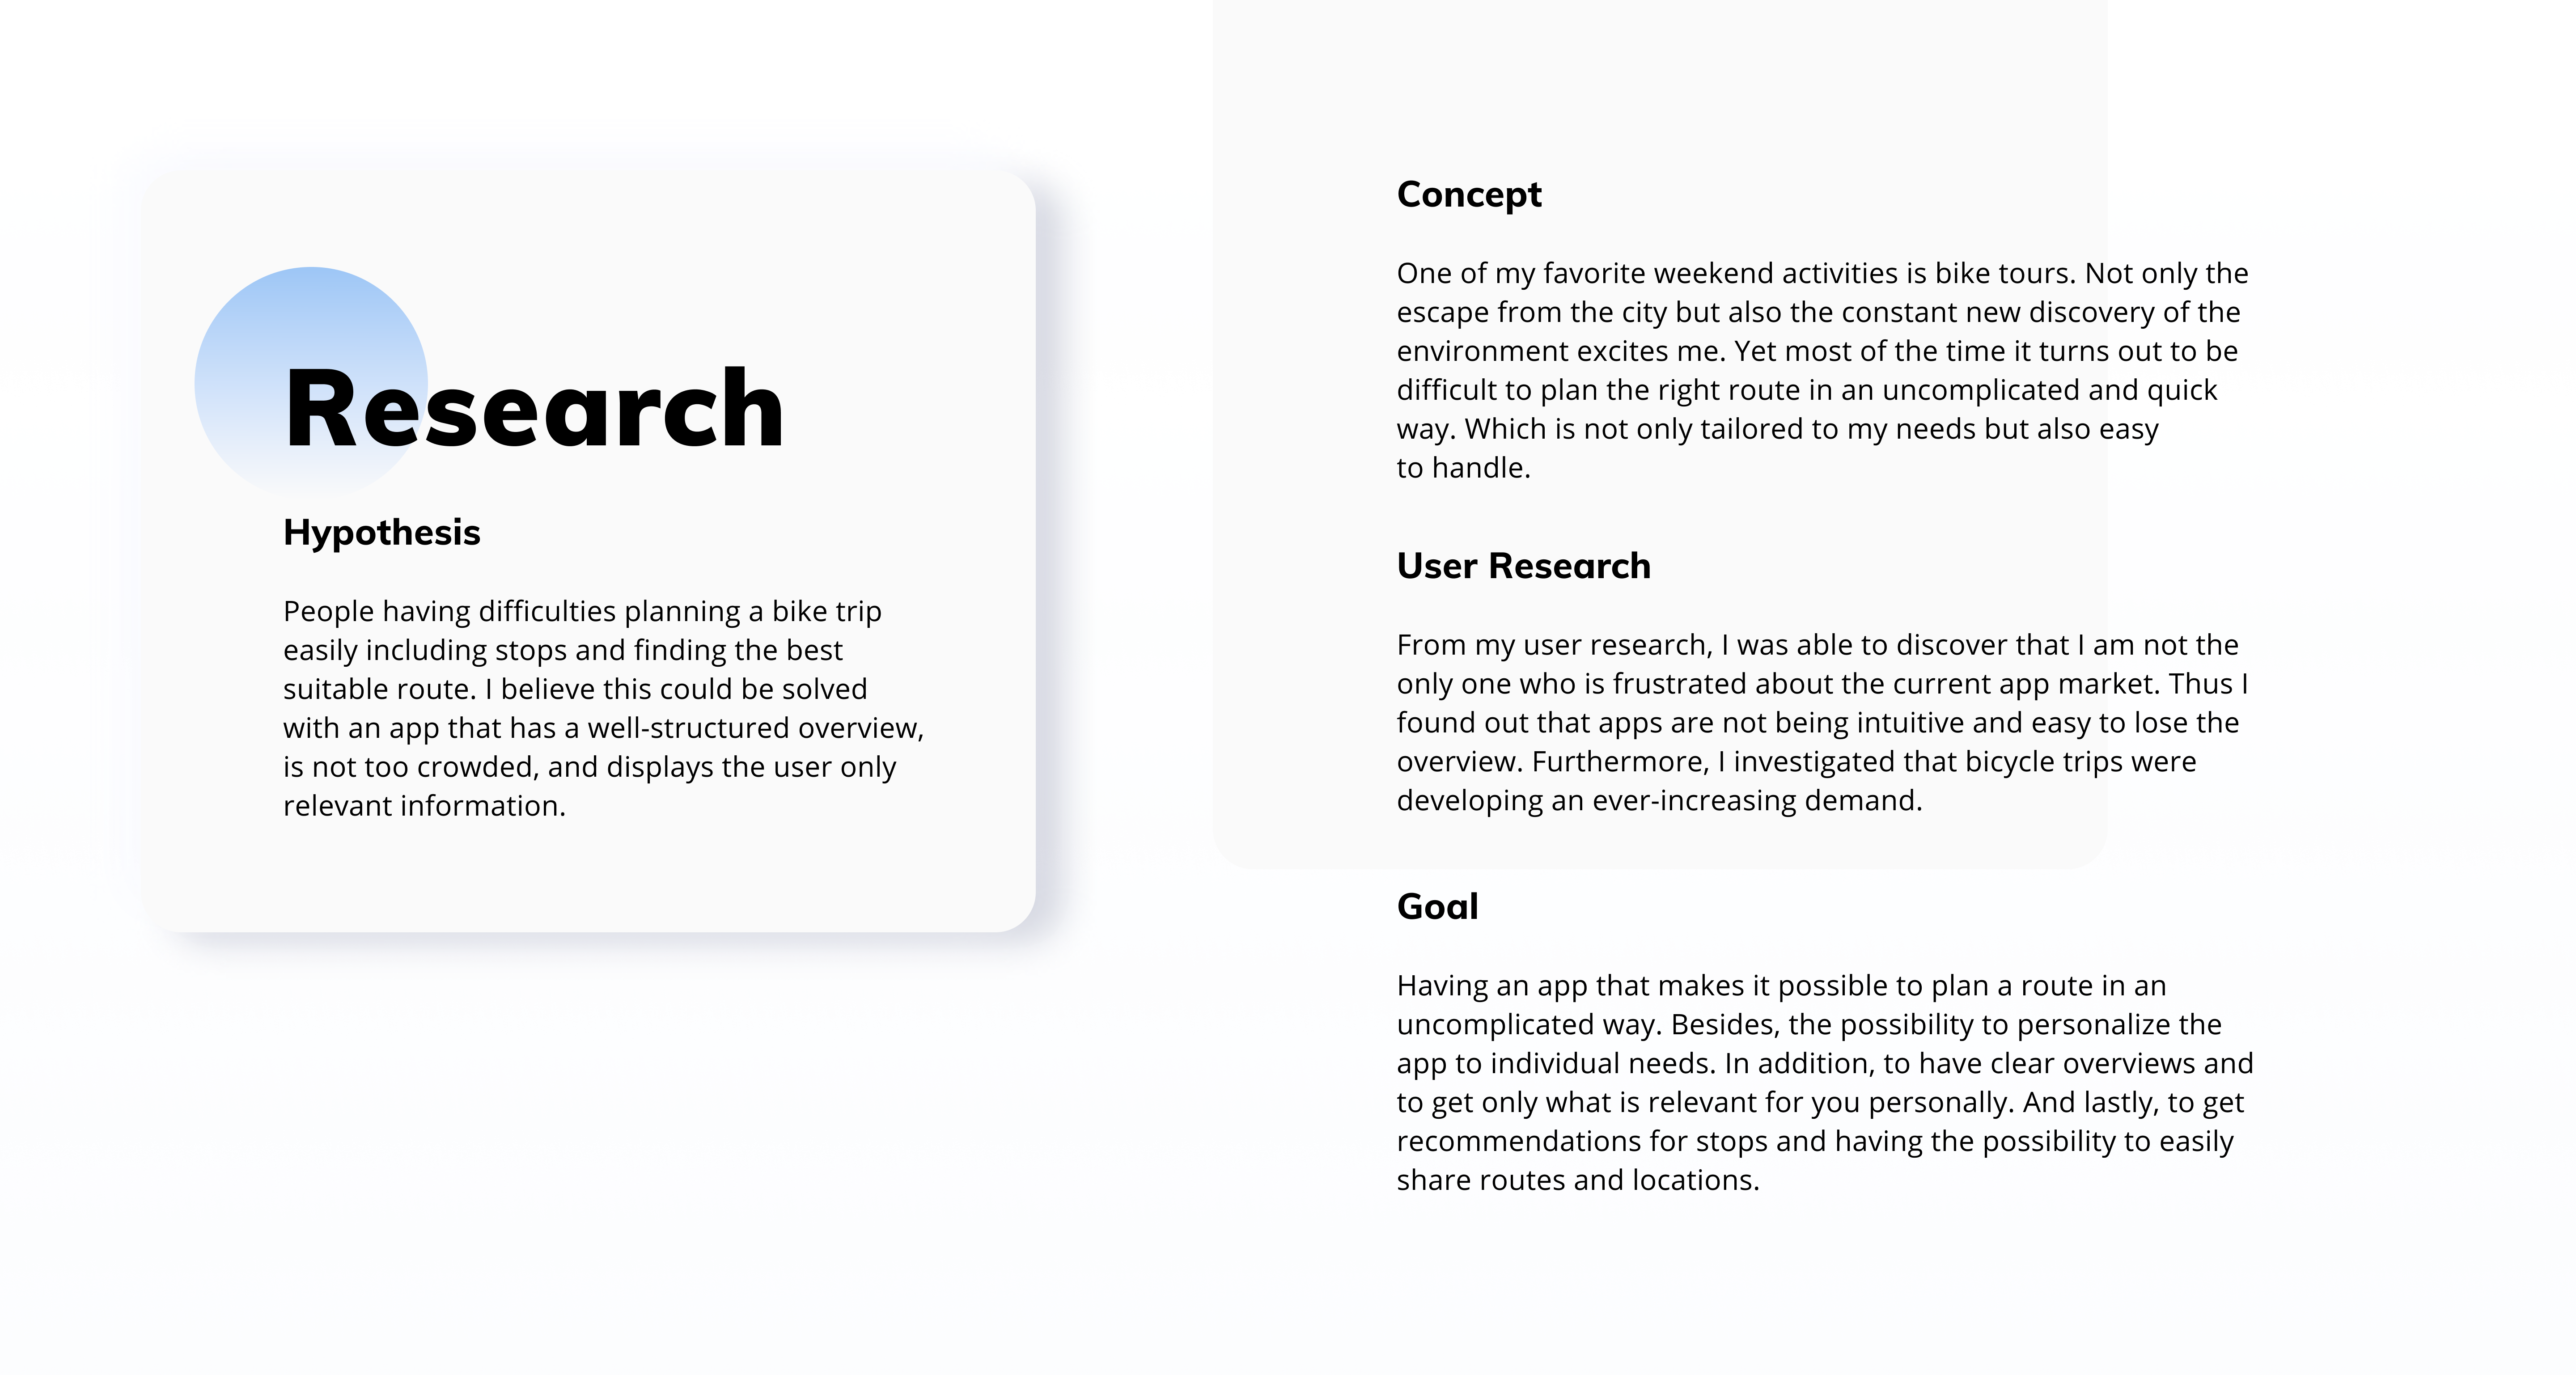 Research
Hypothesis
People having difficulties planning a bike trip
easily including stops and finding the best
suitable route. I believe this could be solved
with an app that has a well-structured overview,
is not too crowded, and displays the user only
relevant information.
Concept
One of my favorite weekend activities is bike tours. Not only the
escape from the city but also the constant new discovery of the
environment excites me. Yet most of the time it turns out to be
difficult to plan the right route in an uncomplicated and quick
way. Which is not only tailored to my needs but also easy
to handle.
User Research
From my user research, I was able to discover that I am not the
only one who is frustrated about the current app market. Thus I
found out that apps are not being intuitive and easy to lose the
overview. Furthermore, I investigated that bicycle trips were
developing an ever-increasing demand.
Goal
Having an app that makes it possible to plan a route in an
uncomplicated way. Besides, the possibility to personalize the
app to individual needs. In addition, to have clear overviews and
to get only what is relevant for you personally. And lastly, to get
recommendations for stops and having the possibility to easily
share routes and locations.